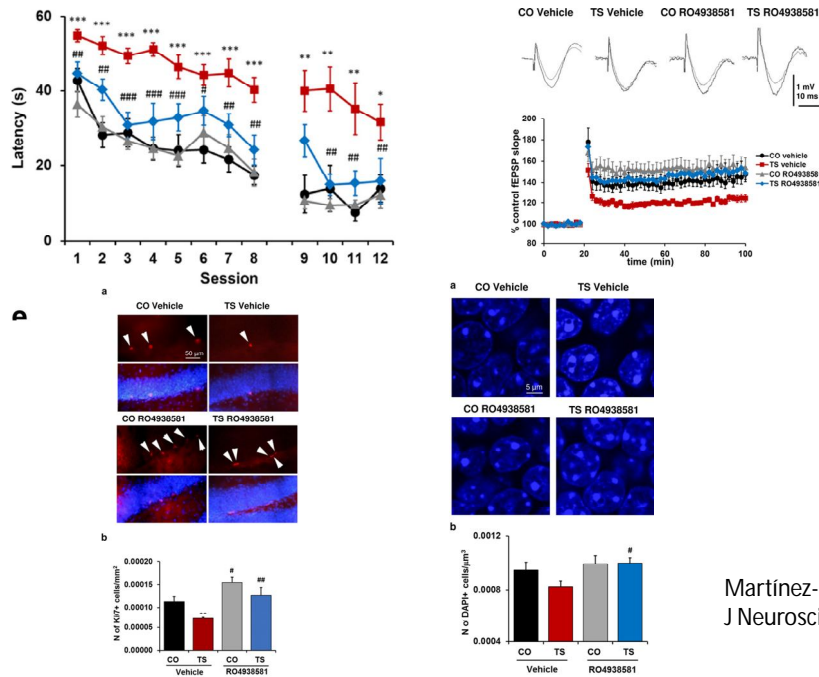 60
40
20
0
Latency (s)
***
***
***
***
***
***
***
***
**
**
**
*
##
##
###
###
###
#
##
##
##
##
##
1
2
3
4
5
6
7
8
9
10
11
12
Session
CO Vehicle
TS Vehicle
CO RO4938581
TS RO4938581
1 mV
10 ms
% control fEPSP slope
200
180
160
140
120
100
80
0
20
40
60
80
100
time (min)
CO vehicle
TS vehicle
CO RO493858
TS RO4938581
e
a
CO Vehicle
TS Vehicle
50 µm
CO RO4938581
TS RO4938581
b
N of Ki/7+ cells/mm²
0.00020
0.00015
0.00010
0.00005
0.00000
**
#
##
CO
TS
CO
TS
Vehicle
RO4938581
a
CO Vehicle
TS Vehicle
5 µm
CO RO4938581
TS RO4938581
b
N o DAPI+ cells/µm³
0.0012
0.0008
0.0004
#
CO
TS
CO
TS
Vehicle
RO4938581
Martínez-
J Neurosci